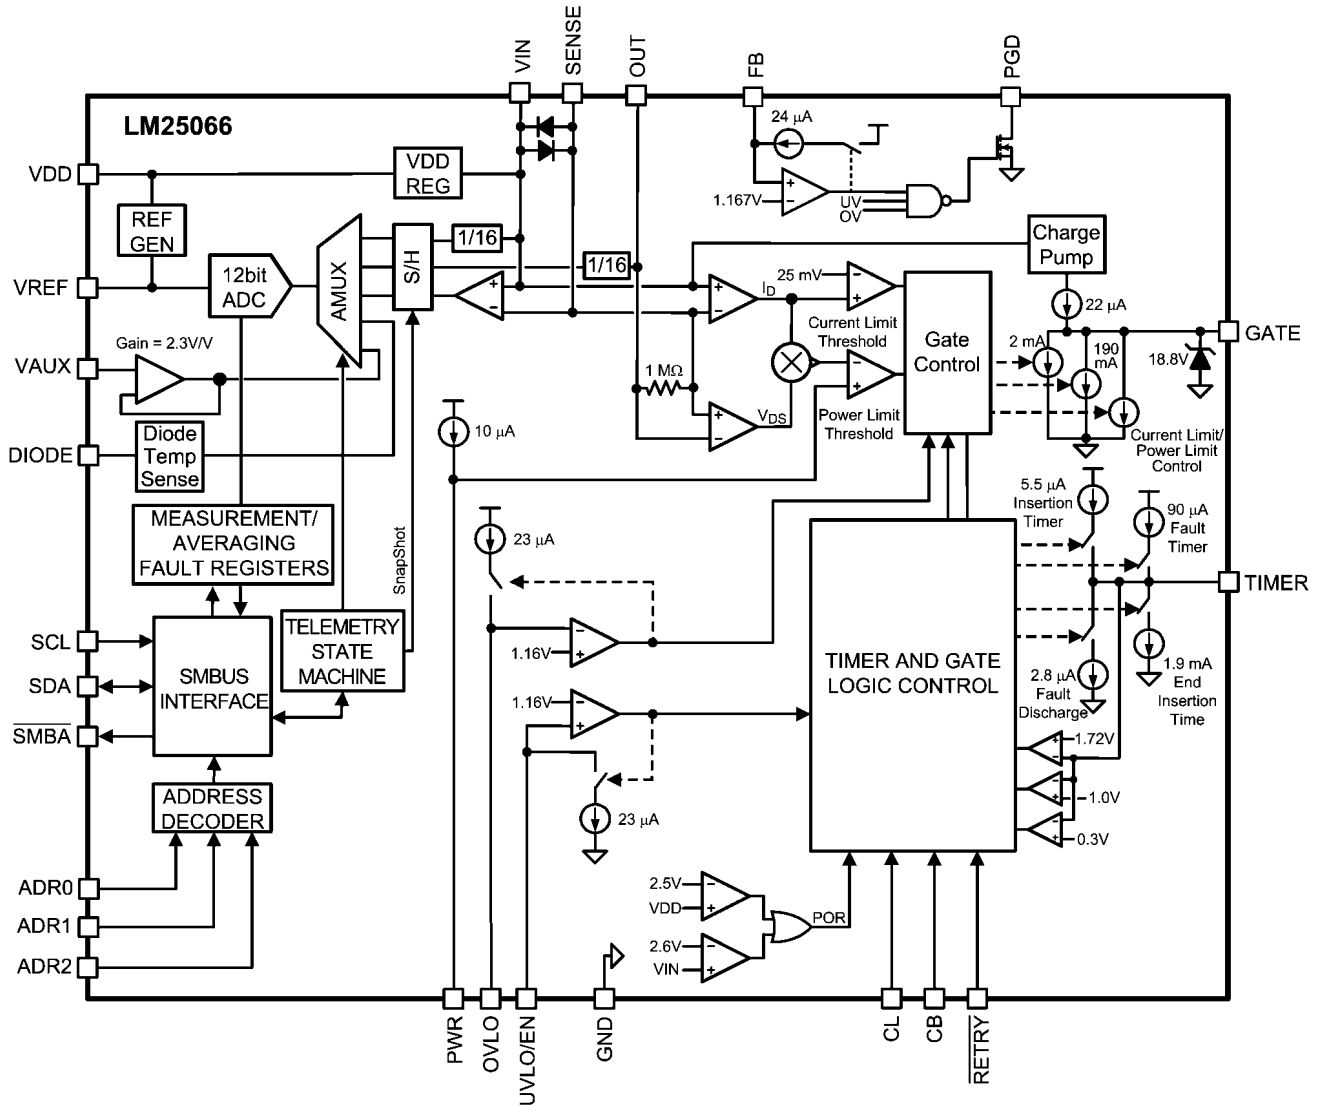 VIN
SENSE
OUT
FB
PGD
LM25066
VDD
VDD
REG
24 µA
1.167V
+
−
UV
OV
REF
GEN
VREF
12bit
ADC
AMUX
S/H
1/16
1/16
+
−
+
−
I_D
25 mV
−
+
Current Limit
Threshold
Gate
Control
Charge
Pump
22 µA
GATE
2 mA
190
mA
18.8V
VAUX
Gain = 2.3V/V
1 MΩ
+
−
V_DS
−
+
Power Limit
Threshold
Current Limit/
Power Limit
Control
DIODE
Diode
Temp
Sense
10 µA
MEASUREMENT/
AVERAGING
FAULT REGISTERS
SnapShot
23 µA
5.5 µA
Insertion
Timer
90 µA
Fault
Timer
TIMER
SCL
SDA
SMBA
SMBUS
INTERFACE
TELEMETRY
STATE
MACHINE
−
1.16V
+
1.16V
−
+
TIMER AND GATE
LOGIC CONTROL
2.8 µA
Fault
Discharge
1.9 mA
End
Insertion
Time
23 µA
+
1.72V
−
−
+
1.0V
−
+
0.3V
ADDRESS
DECODER
ADR0
ADR1
ADR2
2.5V
−
VDD
+
2.6V
−
VIN
+
POR
PWR
OVLO
UVLO/EN
GND
CL
CB
RETRY